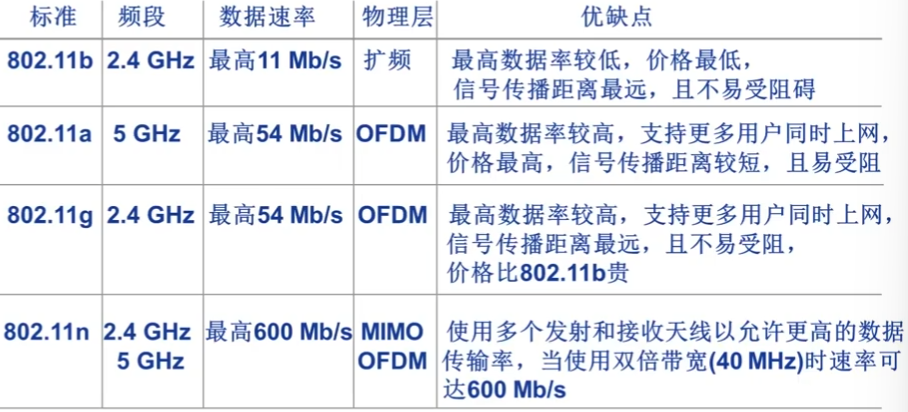 标准 频段 数据速率 物理层 优缺点
802.11b 2.4 GHz 最高11 Mb/s 扩频 最高数据率较低，价格最低，
信号传播距离最远，且不易受阻碍
802.11a 5 GHz 最高54 Mb/s OFDM 最高数据率较高，支持更多用户同时上网，
价格最高，信号传播距离较短，且易受阻
802.11g 2.4 GHz 最高54 Mb/s OFDM 最高数据率较高，支持更多用户同时上网，
信号传播距离最远，且不易受阻，
价格比802.11b贵
802.11n 2.4 GHz 最高600 Mb/s MIMO 使用多个发射和接收天线以允许更高的数据
5 GHz OFDM 传输率，当使用双倍带宽(40 MHz)时速率可
达600 Mb/s